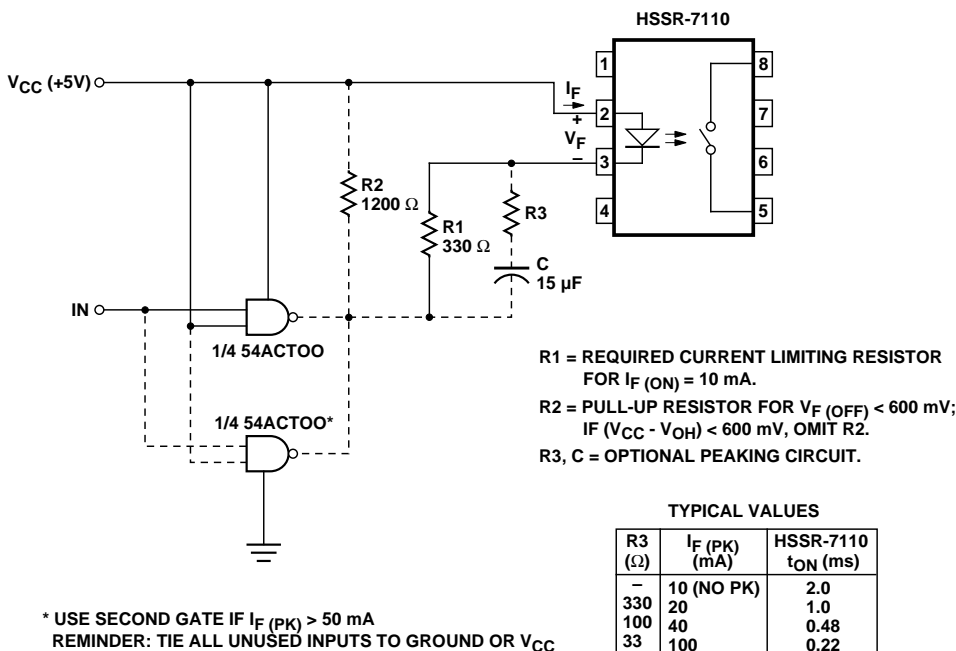 HSSR-7110
VCC (+5V)
1
8
IF
+
2
7
VF
–
3
6
4
5
R2
1200 Ω
R1
330 Ω
R3
C
15 µF
IN
1/4 54ACTOO
1/4 54ACTOO*
R1 = REQUIRED CURRENT LIMITING RESISTOR
FOR IF (ON) = 10 mA.
R2 = PULL-UP RESISTOR FOR VF (OFF) < 600 mV;
IF (VCC - VOH) < 600 mV, OMIT R2.
R3, C = OPTIONAL PEAKING CIRCUIT.
TYPICAL VALUES
R3 (Ω) IF (PK) (mA) HSSR-7110 tON (ms)
– 10 (NO PK) 2.0
330 20 1.0
100 40 0.48
33 100 0.22
* USE SECOND GATE IF IF (PK) > 50 mA
REMINDER: TIE ALL UNUSED INPUTS TO GROUND OR VCC